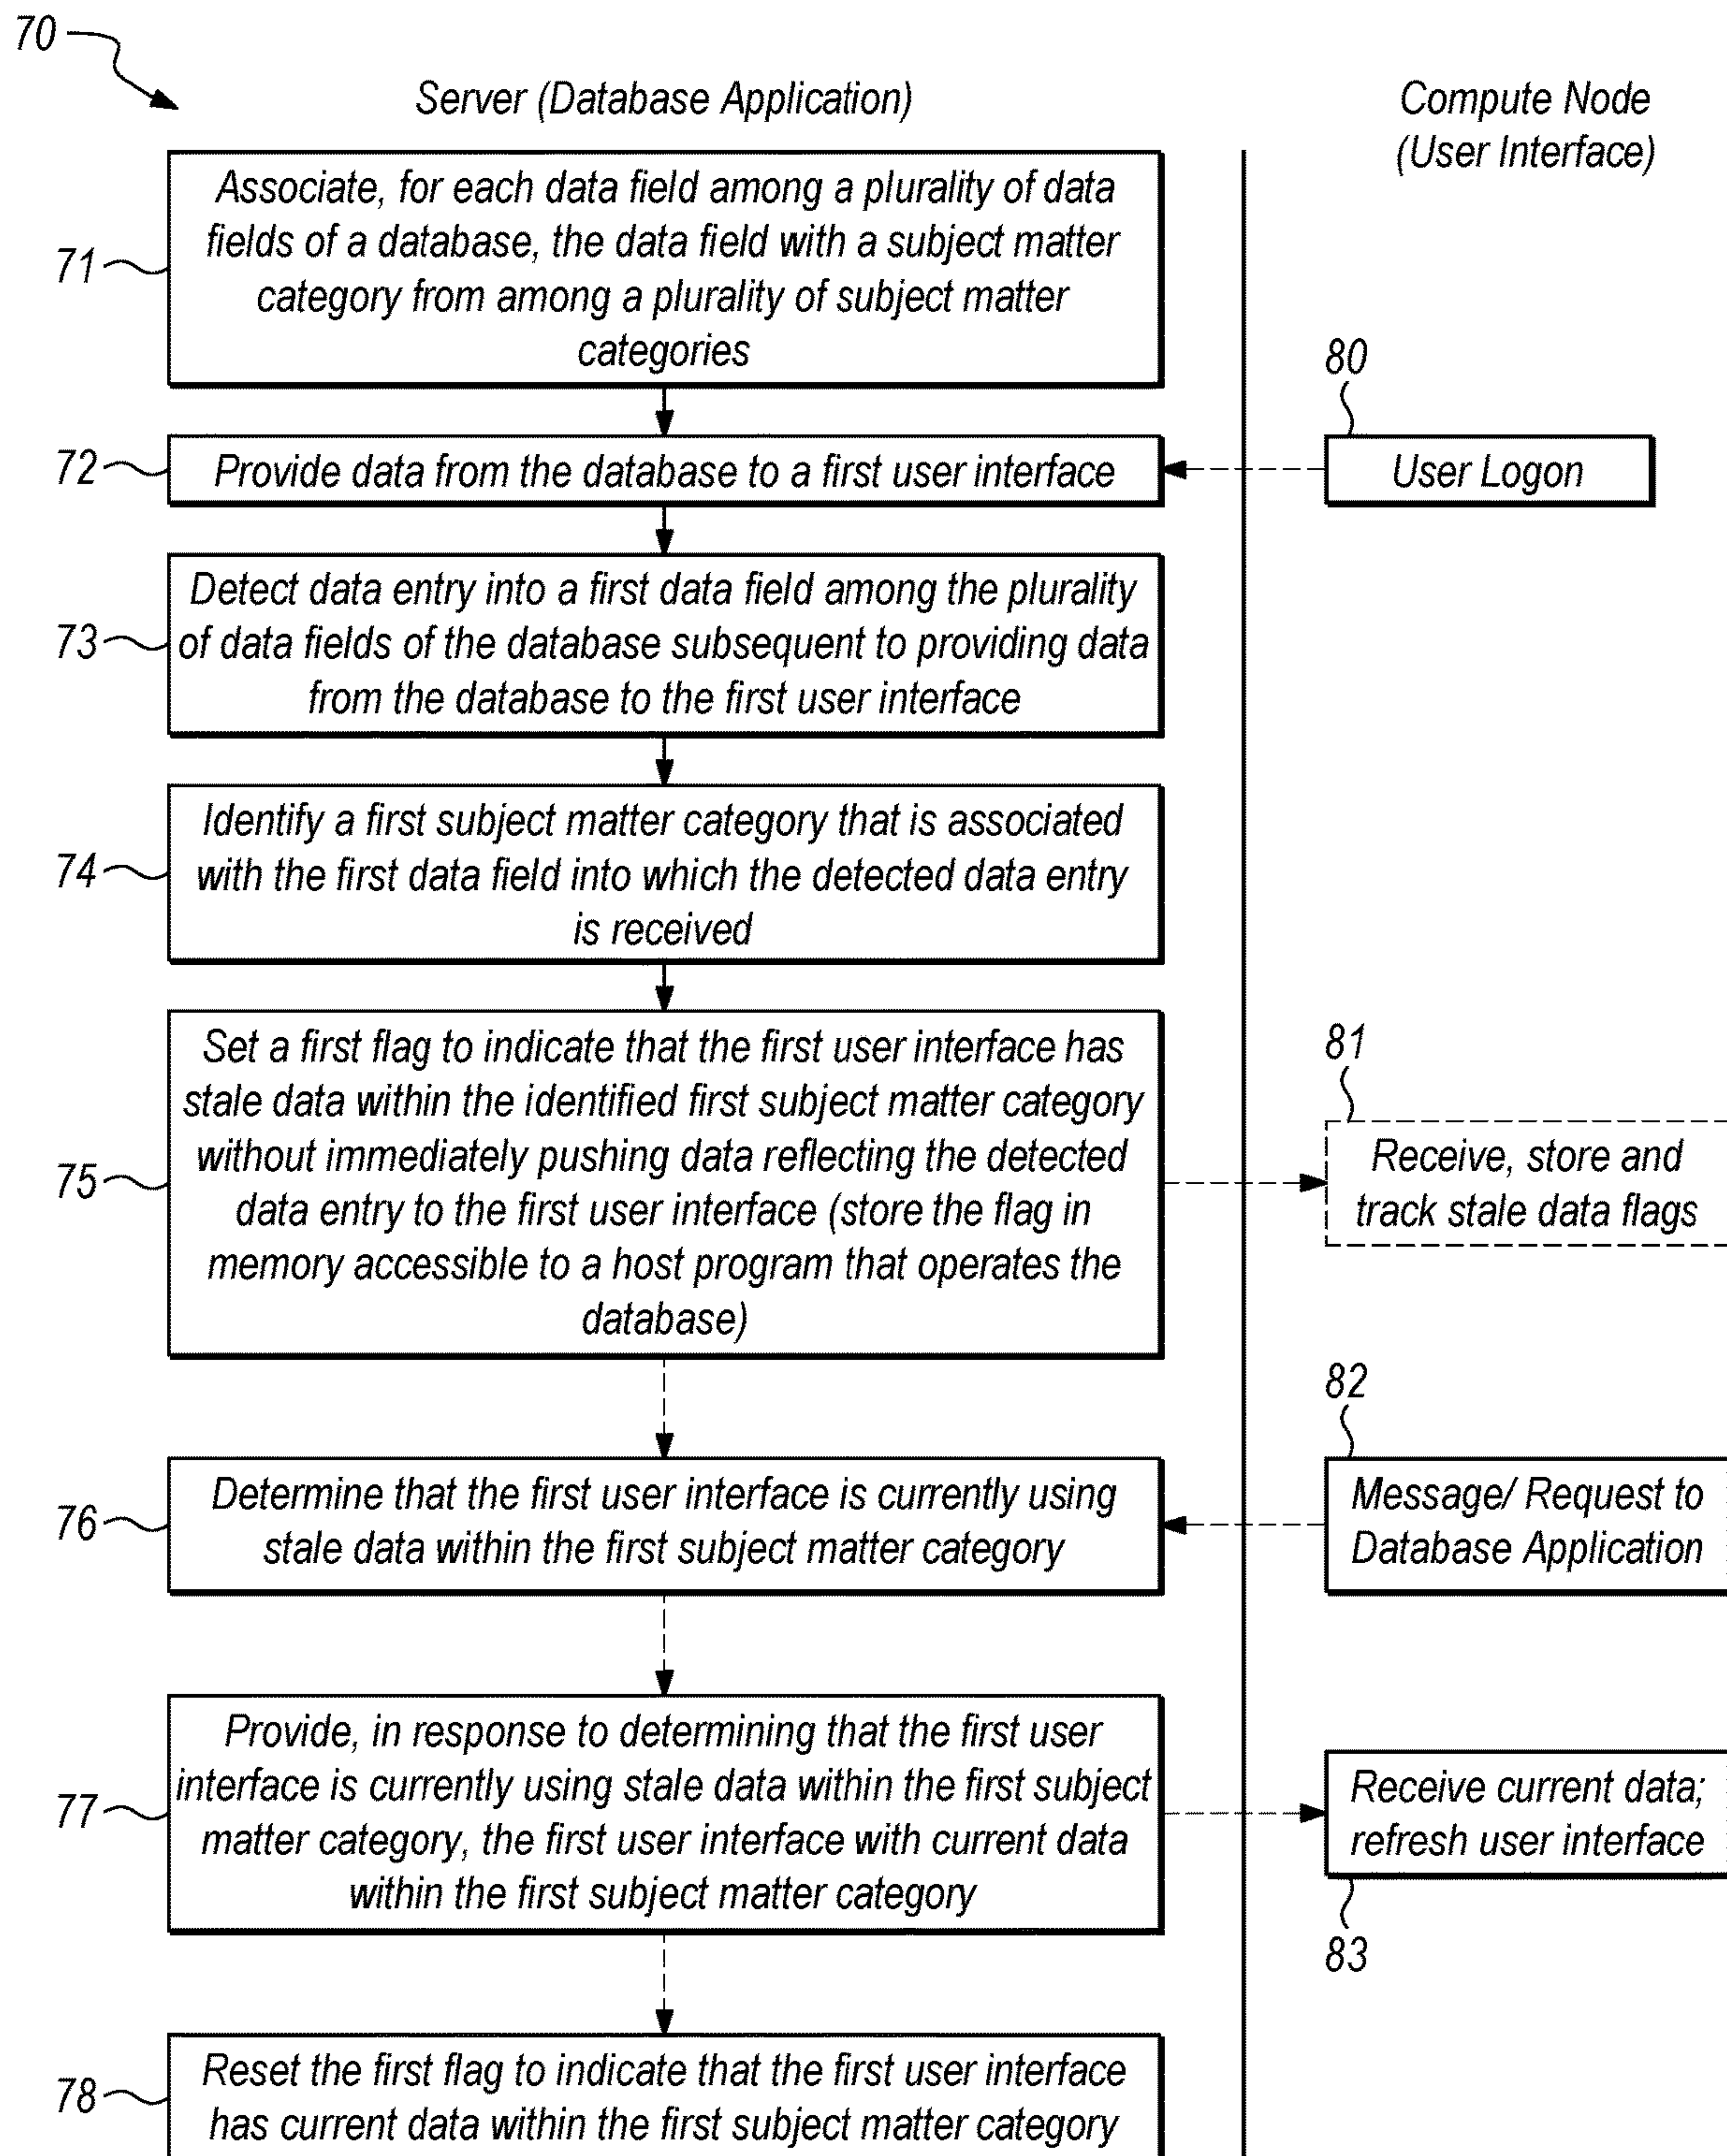 70
Server (Database Application)
Compute Node
(User Interface)
71
Associate, for each data field among a plurality of data
fields of a database, the data field with a subject matter
category from among a plurality of subject matter
categories
80
72
Provide data from the database to a first user interface
User Logon
73
Detect data entry into a first data field among the plurality
of data fields of the database subsequent to providing data
from the database to the first user interface
74
Identify a first subject matter category that is associated
with the first data field into which the detected data entry
is received
75
Set a first flag to indicate that the first user interface has
stale data within the identified first subject matter category
without immediately pushing data reflecting the detected
data entry to the first user interface (store the flag in
memory accessible to a host program that operates the
database)
81
Receive, store and
track stale data flags
82
76
Determine that the first user interface is currently using
stale data within the first subject matter category
Message/ Request to
Database Application
77
Provide, in response to determining that the first user
interface is currently using stale data within the first subject
matter category, the first user interface with current data
within the first subject matter category
Receive current data;
refresh user interface
83
78
Reset the first flag to indicate that the first user interface
has current data within the first subject matter category